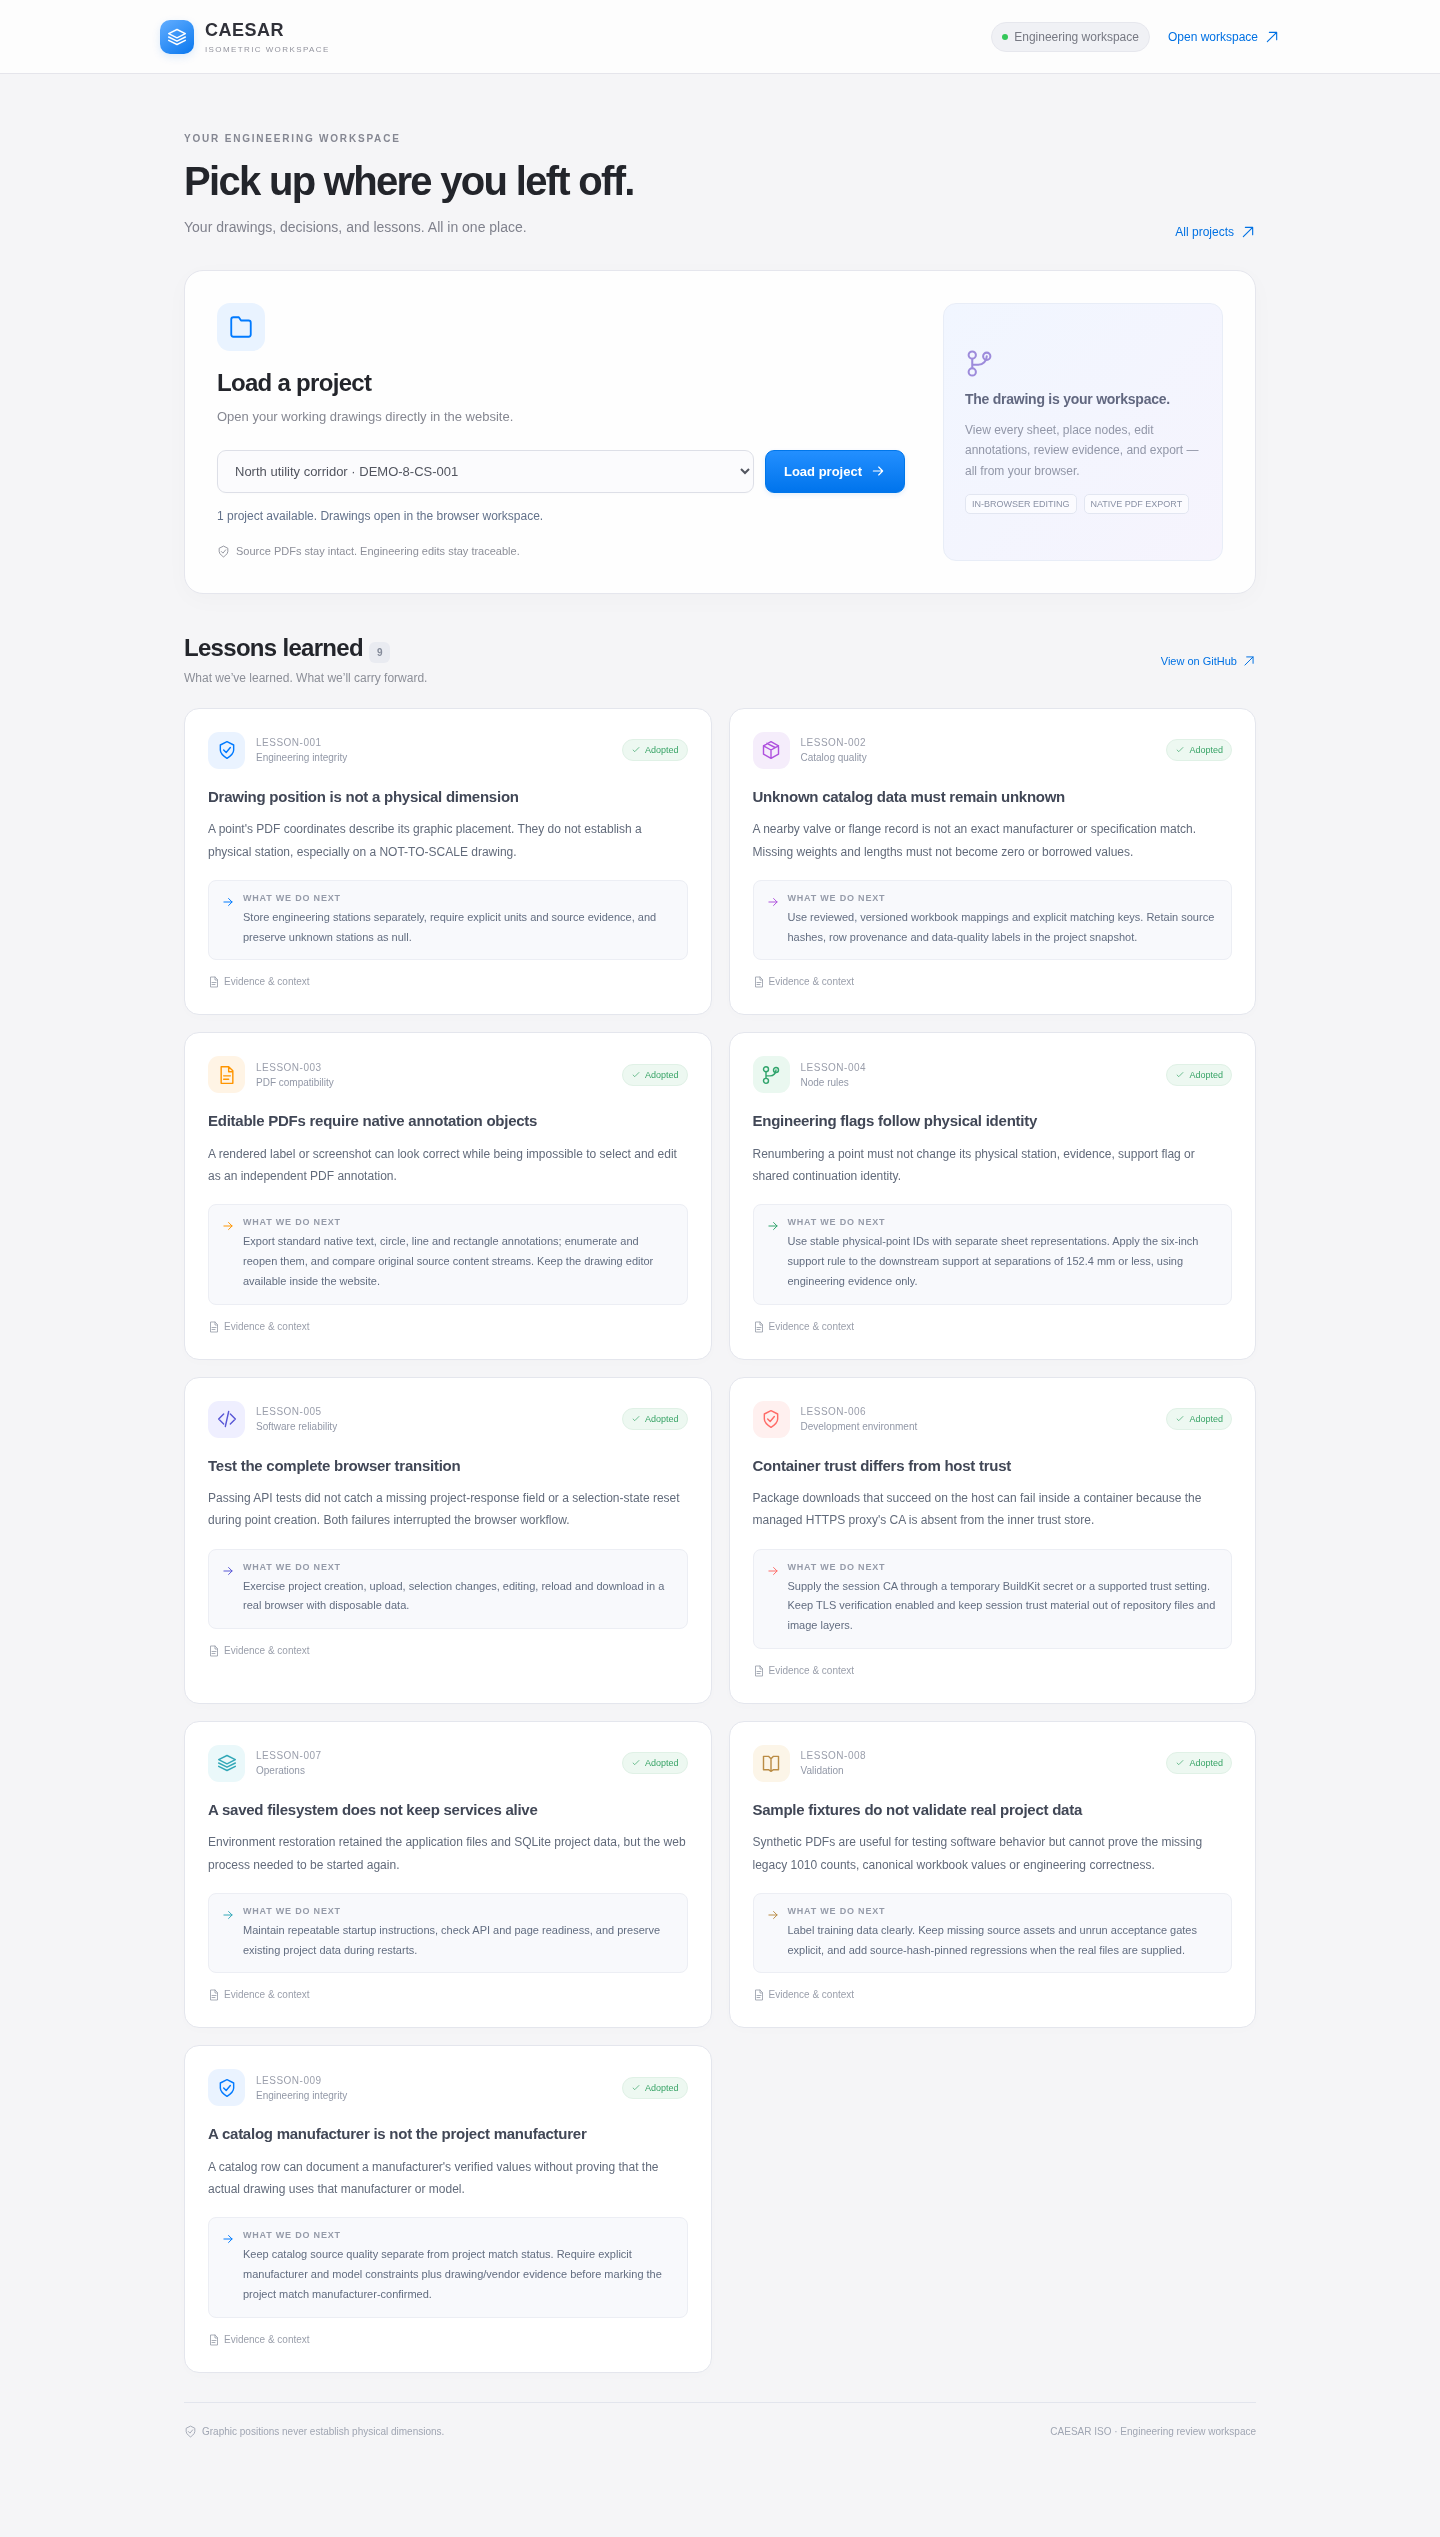 CAESAR
ISOMETRIC WORKSPACE
Engineering workspace
Open workspace
YOUR ENGINEERING WORKSPACE
Pick up where you left off.
Your drawings, decisions, and lessons. All in one place.
All projects
Load a project
Open your working drawings directly in the website.
North utility corridor · DEMO-8-CS-001
Load project
1 project available. Drawings open in the browser workspace.
Source PDFs stay intact. Engineering edits stay traceable.
The drawing is your workspace.
View every sheet, place nodes, edit
annotations, review evidence, and export —
all from your browser.
IN-BROWSER EDITING
NATIVE PDF EXPORT
Lessons learned 9
What we’ve learned. What we’ll carry forward.
View on GitHub
LESSON-001
Engineering integrity
Adopted
Drawing position is not a physical dimension
A point's PDF coordinates describe its graphic placement. They do not establish a
physical station, especially on a NOT-TO-SCALE drawing.
WHAT WE DO NEXT
Store engineering stations separately, require explicit units and source evidence, and
preserve unknown stations as null.
Evidence & context
LESSON-002
Catalog quality
Adopted
Unknown catalog data must remain unknown
A nearby valve or flange record is not an exact manufacturer or specification match.
Missing weights and lengths must not become zero or borrowed values.
WHAT WE DO NEXT
Use reviewed, versioned workbook mappings and explicit matching keys. Retain source
hashes, row provenance and data-quality labels in the project snapshot.
Evidence & context
LESSON-003
PDF compatibility
Adopted
Editable PDFs require native annotation objects
A rendered label or screenshot can look correct while being impossible to select and edit
as an independent PDF annotation.
WHAT WE DO NEXT
Export standard native text, circle, line and rectangle annotations; enumerate and
reopen them, and compare original source content streams. Keep the drawing editor
available inside the website.
Evidence & context
LESSON-004
Node rules
Adopted
Engineering flags follow physical identity
Renumbering a point must not change its physical station, evidence, support flag or
shared continuation identity.
WHAT WE DO NEXT
Use stable physical-point IDs with separate sheet representations. Apply the six-inch
support rule to the downstream support at separations of 152.4 mm or less, using
engineering evidence only.
Evidence & context
LESSON-005
Software reliability
Adopted
Test the complete browser transition
Passing API tests did not catch a missing project-response field or a selection-state reset
during point creation. Both failures interrupted the browser workflow.
WHAT WE DO NEXT
Exercise project creation, upload, selection changes, editing, reload and download in a
real browser with disposable data.
Evidence & context
LESSON-006
Development environment
Adopted
Container trust differs from host trust
Package downloads that succeed on the host can fail inside a container because the
managed HTTPS proxy's CA is absent from the inner trust store.
WHAT WE DO NEXT
Supply the session CA through a temporary BuildKit secret or a supported trust setting.
Keep TLS verification enabled and keep session trust material out of repository files and
image layers.
Evidence & context
LESSON-007
Operations
Adopted
A saved filesystem does not keep services alive
Environment restoration retained the application files and SQLite project data, but the web
process needed to be started again.
WHAT WE DO NEXT
Maintain repeatable startup instructions, check API and page readiness, and preserve
existing project data during restarts.
Evidence & context
LESSON-008
Validation
Adopted
Sample fixtures do not validate real project data
Synthetic PDFs are useful for testing software behavior but cannot prove the missing
legacy 1010 counts, canonical workbook values or engineering correctness.
WHAT WE DO NEXT
Label training data clearly. Keep missing source assets and unrun acceptance gates
explicit, and add source-hash-pinned regressions when the real files are supplied.
Evidence & context
LESSON-009
Engineering integrity
Adopted
A catalog manufacturer is not the project manufacturer
A catalog row can document a manufacturer's verified values without proving that the
actual drawing uses that manufacturer or model.
WHAT WE DO NEXT
Keep catalog source quality separate from project match status. Require explicit
manufacturer and model constraints plus drawing/vendor evidence before marking the
project match manufacturer-confirmed.
Evidence & context
Graphic positions never establish physical dimensions.
CAESAR ISO · Engineering review workspace